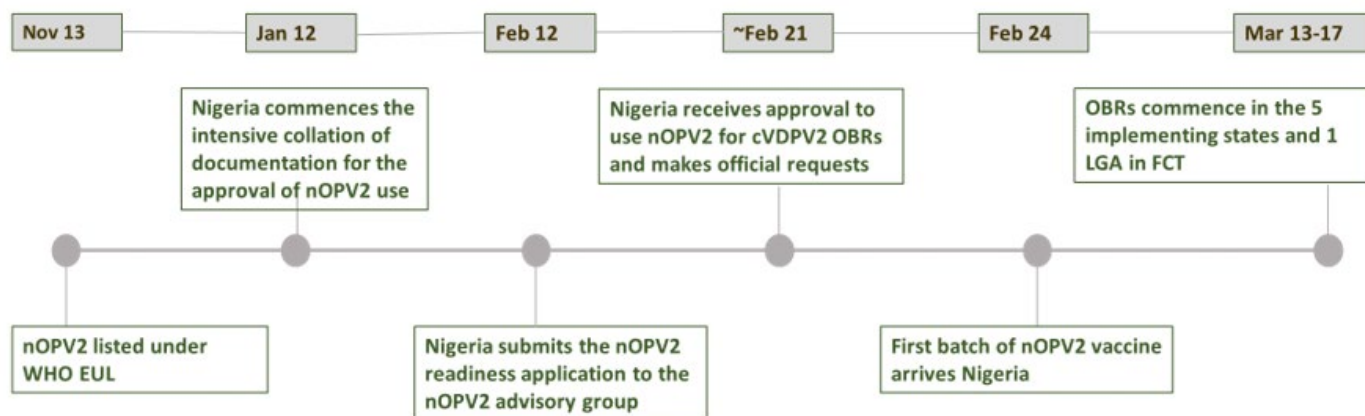 Nov 13
Jan 12
Feb 12
~Feb 21
Feb 24
Mar 13-17
Nigeria commences the
intensive collation of
documentation for the
approval of nOPV2 use
Nigeria receives approval to
use nOPV2 for cVDPV2 OBRs
and makes official requests
OBRs commence in the 5
implementing states and 1
LGA in FCT
nOPV2 listed under
WHO EUL
Nigeria submits the nOPV2
readiness application to the
nOPV2 advisory group
First batch of nOPV2 vaccine
arrives Nigeria